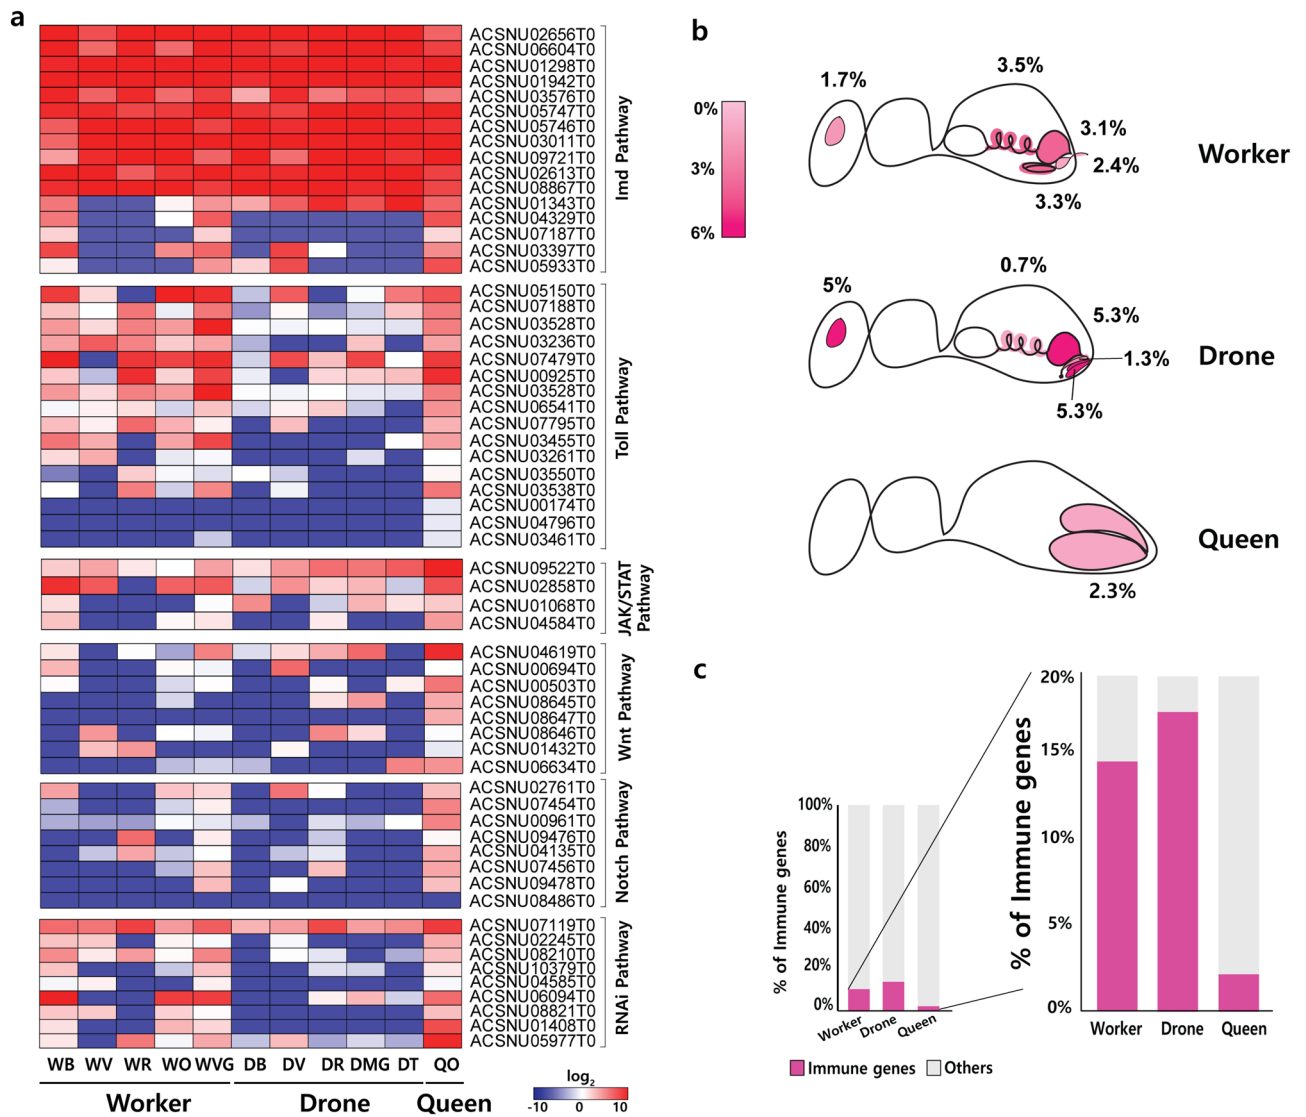 a
ACSNU02656T0
ACSNU06604T0
ACSNU01298T0
ACSNU01942T0
ACSNU03576T0
ACSNU05747T0
ACSNU05746T0
ACSNU03011T0
ACSNU09721T0
ACSNU02613T0
ACSNU08867T0
ACSNU01343T0
ACSNU04329T0
ACSNU07187T0
ACSNU03397T0
ACSNU05933T0
Imd Pathway
ACSNU05150T0
ACSNU07188T0
ACSNU03528T0
ACSNU03236T0
ACSNU07479T0
ACSNU00925T0
ACSNU03528T0
ACSNU06541T0
ACSNU07795T0
ACSNU03455T0
ACSNU03261T0
ACSNU03550T0
ACSNU03538T0
ACSNU00174T0
ACSNU04796T0
ACSNU03461T0
Toll Pathway
ACSNU09522T0
ACSNU02858T0
ACSNU01068T0
ACSNU04584T0
JAK/STAT
Pathway
ACSNU04619T0
ACSNU00694T0
ACSNU00503T0
ACSNU08645T0
ACSNU08647T0
ACSNU08646T0
ACSNU01432T0
ACSNU06634T0
Wnt Pathway
ACSNU02761T0
ACSNU07454T0
ACSNU00961T0
ACSNU09476T0
ACSNU04135T0
ACSNU07456T0
ACSNU09478T0
ACSNU08486T0
Notch Pathway
ACSNU07119T0
ACSNU02245T0
ACSNU08210T0
ACSNU10379T0
ACSNU04585T0
ACSNU06094T0
ACSNU08821T0
ACSNU01408T0
ACSNU05977T0
RNAi Pathway
WB WV WR WO WVG DB DV DR DMG DT QO
Worker Drone Queen
log2
-10 0 10
b
0%
3%
6%
1.7%
3.5%
3.1%
2.4%
3.3%
Worker
5%
0.7%
5.3%
1.3%
5.3%
Drone
2.3%
Queen
c
% of Immune genes
100%
80%
60%
40%
20%
0%
Worker Drone Queen
% of Immune genes
20%
15%
10%
5%
0%
Worker Drone Queen
Immune genes Others